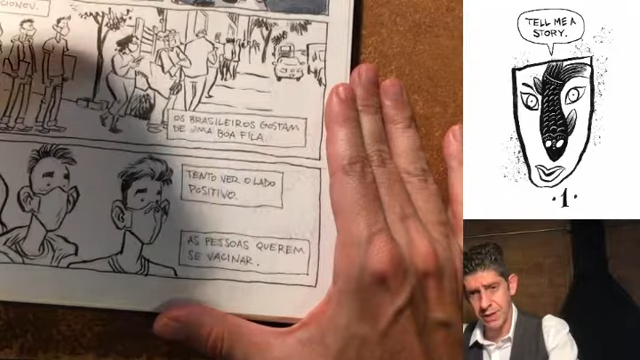 CIONOU.
OS BRASILEIROS GOSTAM
DE UMA BOA FILA.
TENTO VER O LADO
POSITIVO.
AS PESSOAS QUEREM
SE VACINAR.
TELL ME A
STORY.
•1•